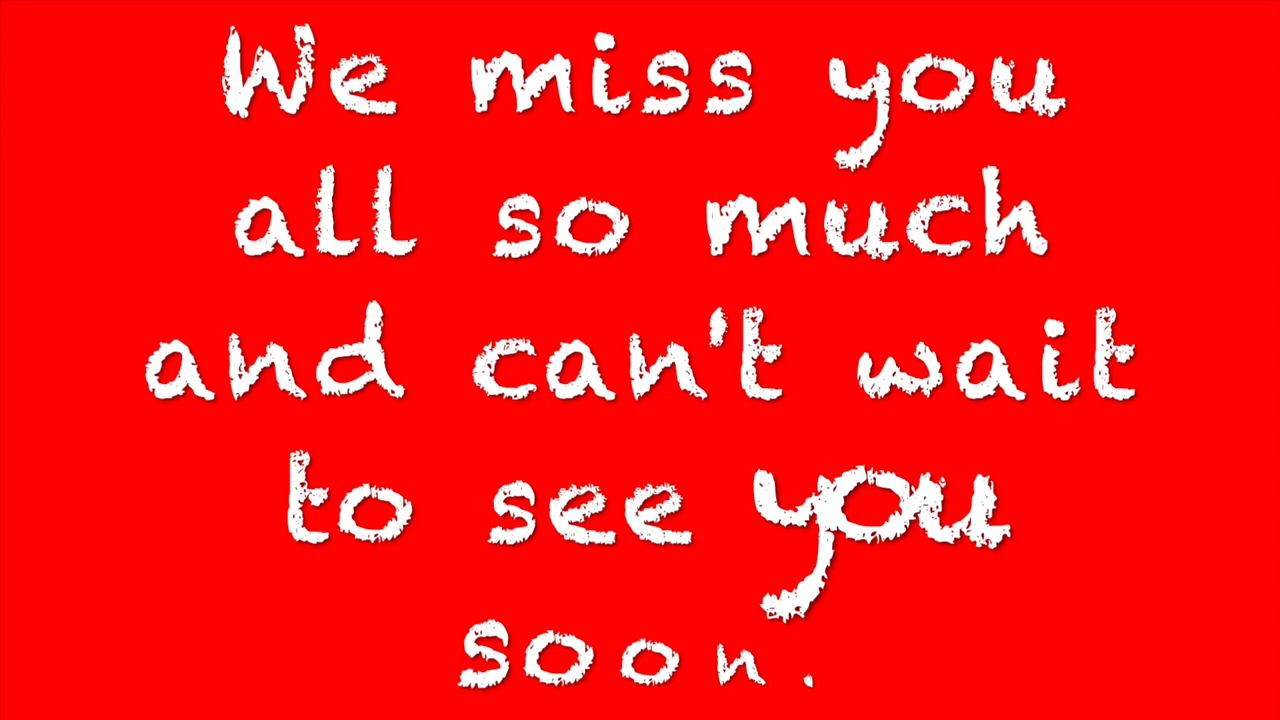 We miss you
all so much
and can't wait
to see you
soon.